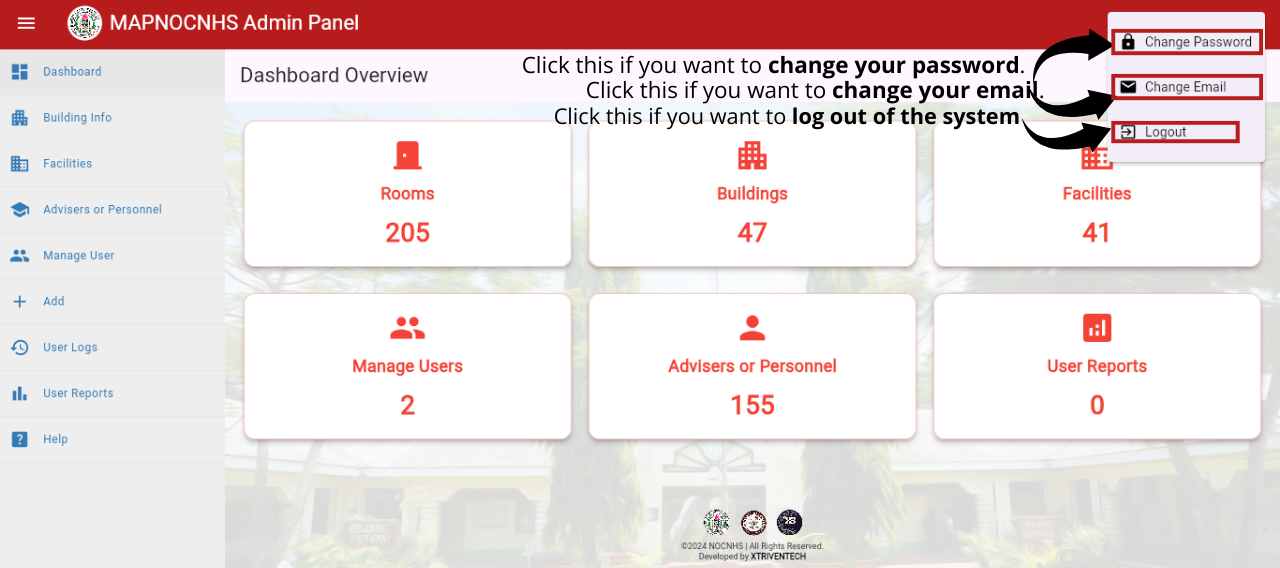 MAPNOCNHS Admin Panel
Change Password
Change Email
Logout
Click this if you want to change your password.
Click this if you want to change your email.
Click this if you want to log out of the system
Dashboard
Building Info
Facilities
Advisers or Personnel
Manage User
Add
User Logs
User Reports
Help
Dashboard Overview
Rooms
205
Buildings
47
Facilities
41
Manage Users
2
Advisers or Personnel
155
User Reports
0
©2024 NOCNHS | All Rights Reserved.
Developed by XTRIVENTECH